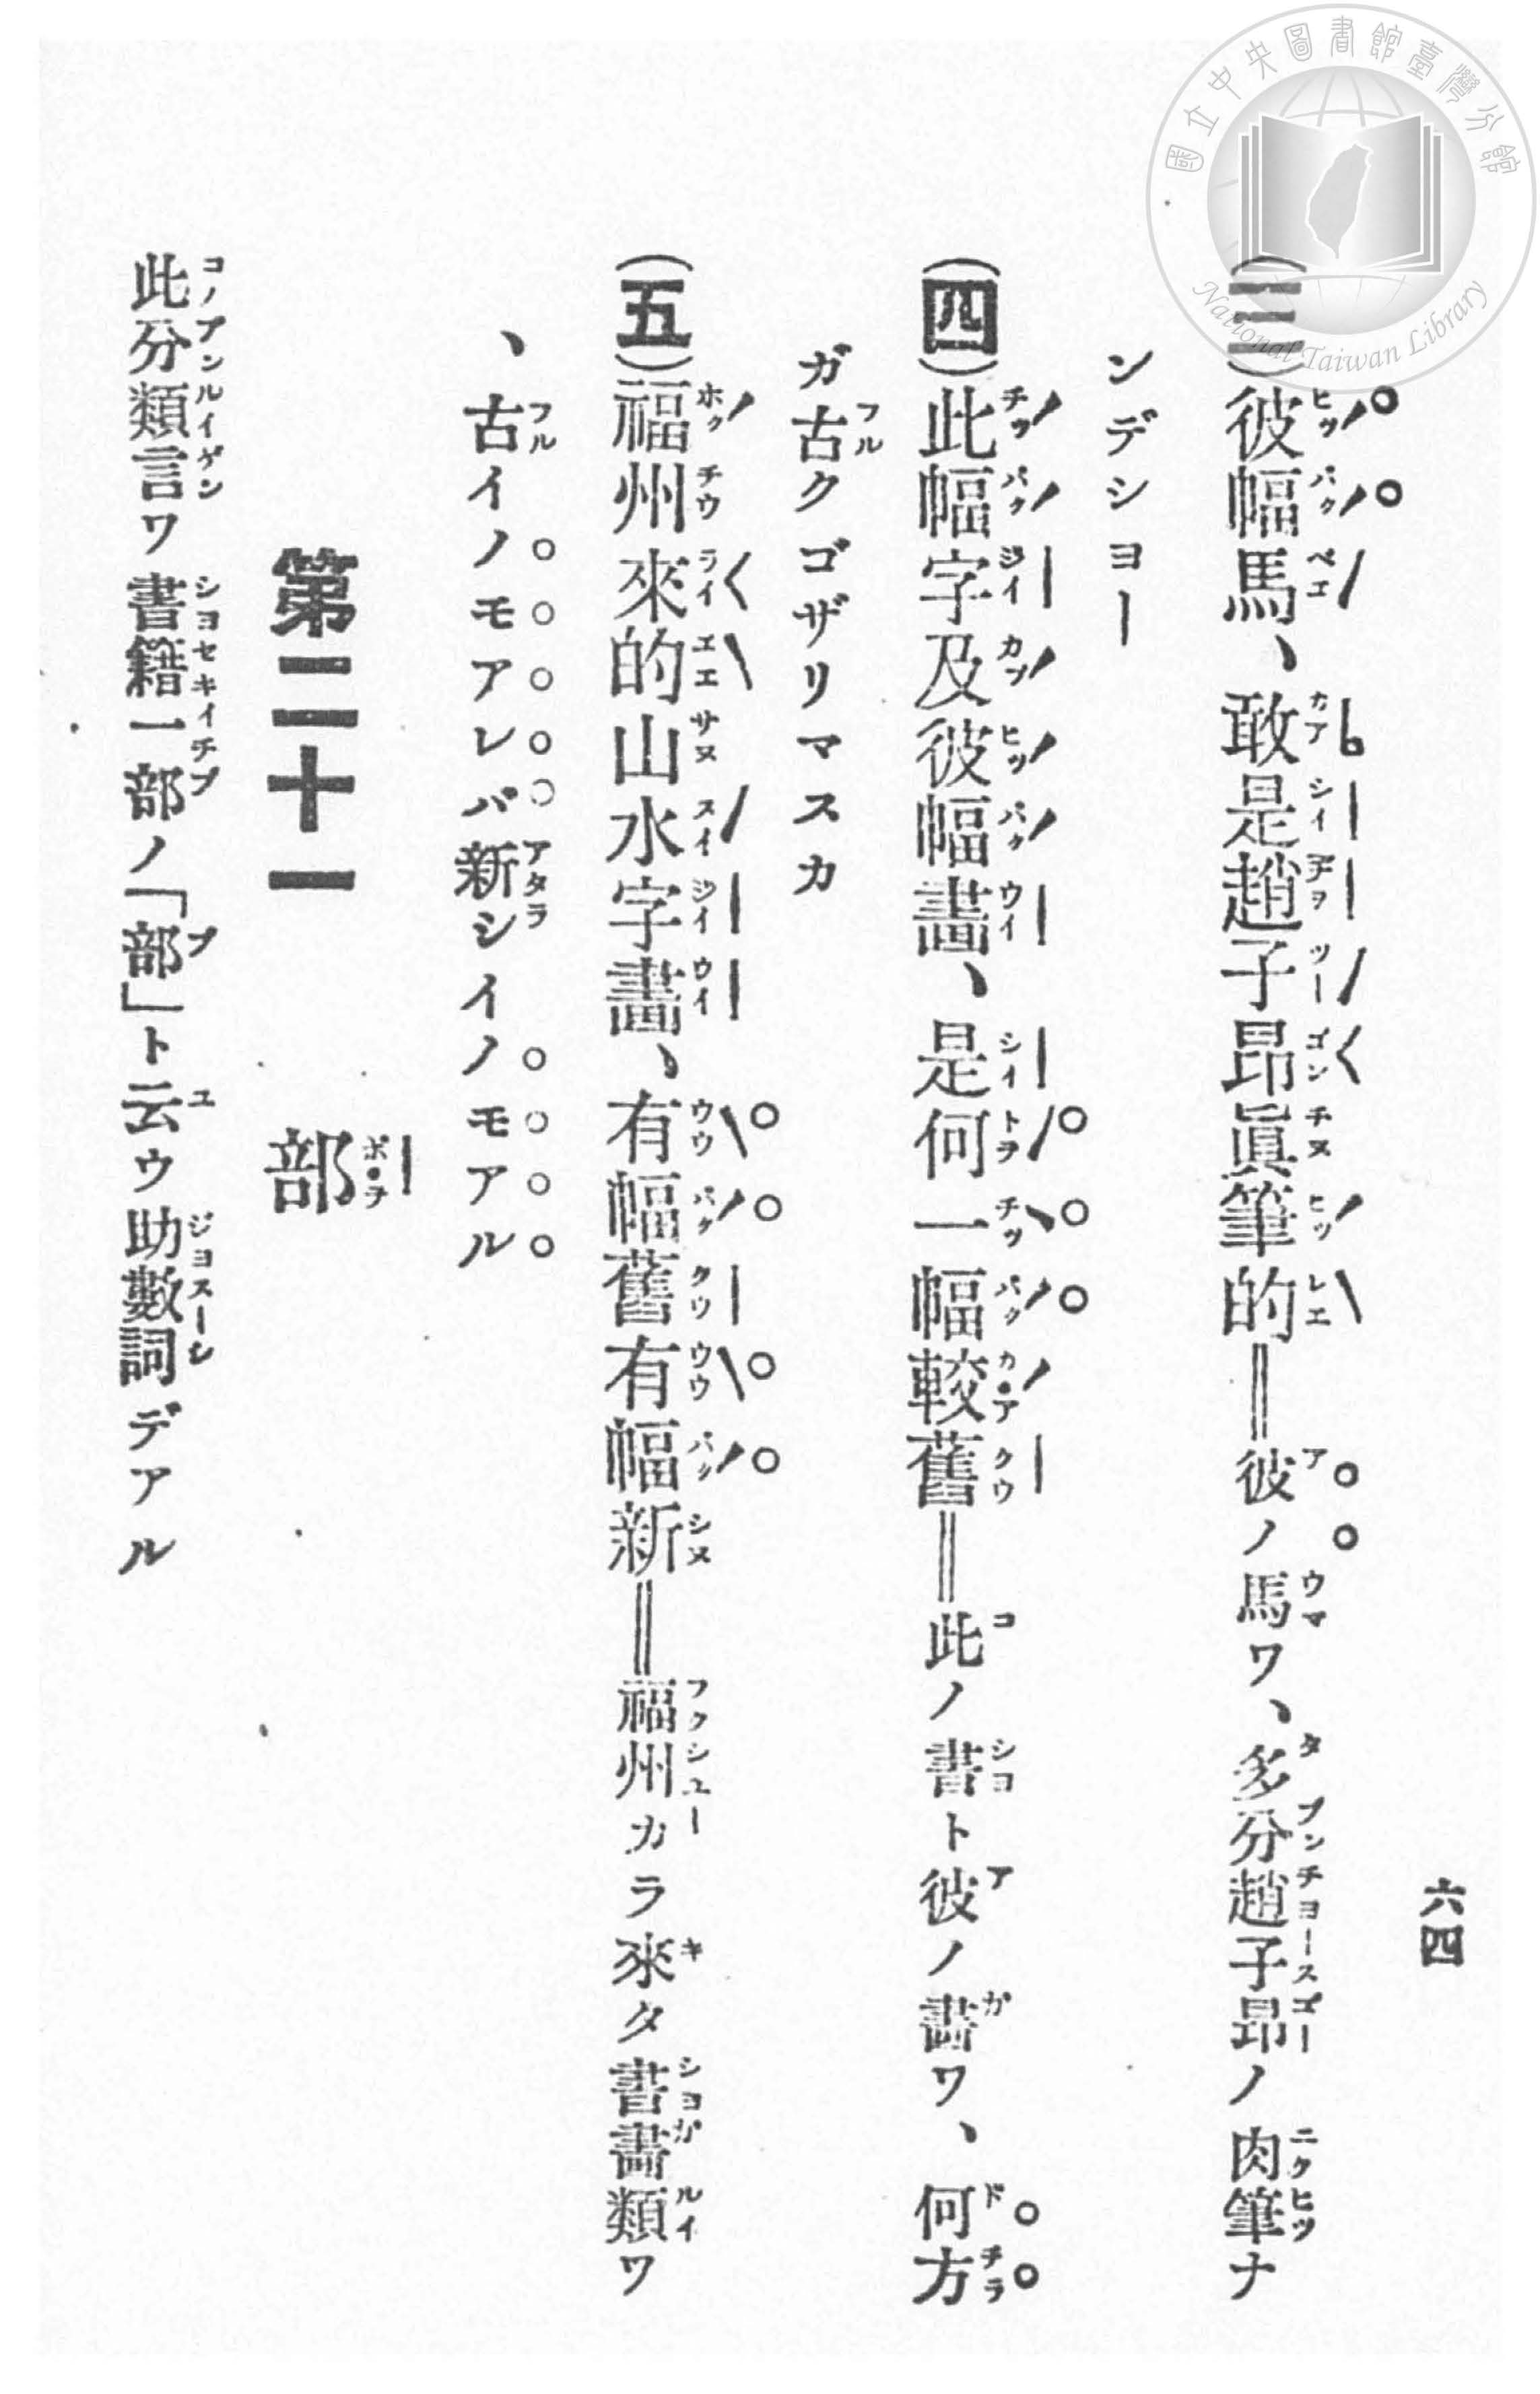 國立中央圖書館臺灣分館
National Taiwan Library
六四
(三)彼幅馬、敢是趙子昂眞筆的＝彼ノ馬ワ、多分趙子昂ノ肉筆ナ
ンデショー
(四)此幅字及彼幅畵、是何一幅較舊＝此ノ書ト彼ノ畵ワ、何方
ガ古クゴザリマスカ
(五)福州來的山水字畵、有幅舊有幅新＝福州カラ來タ書畵類ワ
、古イノモアレバ新シイノモアル
第二十一　部
此分類言ワ書籍一部ノ「部」ト云ウ助數詞デアル